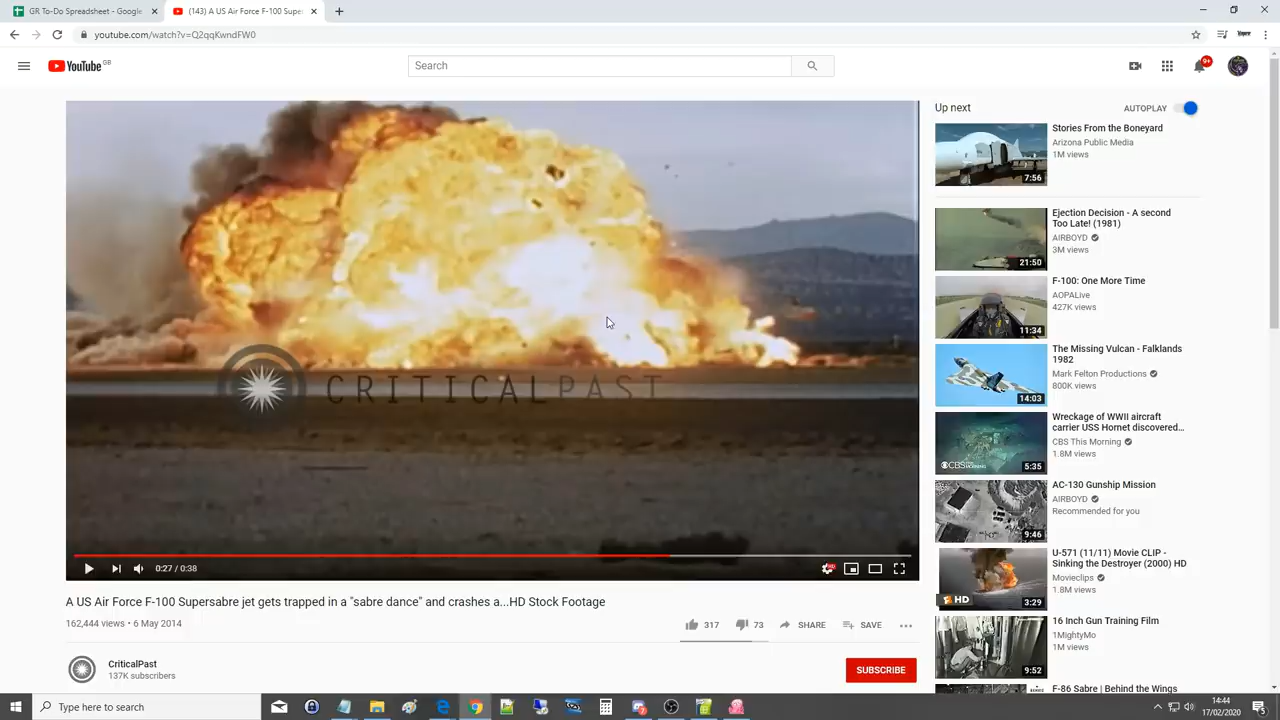 GR To-Do Spreadsheet - Google
(143) A US Air Force F-100 Supe
youtube.com/watch?v=Q2qqKwndFW0
YouTube GB
Search
9+
CRITICALPAST
0:27 / 0:38
HD
A US Air Force F-100 Supersabre jet gets trapped in a "sabre dance" and crashes a...HD Stock Footage
162,444 views • 6 May 2014
317
73
SHARE
SAVE
CriticalPast
137K subscribers
SUBSCRIBE
Up next
AUTOPLAY
Stories From the Boneyard
Arizona Public Media
1M views
7:56
Ejection Decision - A second
Too Late! (1981)
AIRBOYD
3M views
21:50
F-100: One More Time
AOPALive
427K views
11:34
The Missing Vulcan - Falklands
1982
Mark Felton Productions
800K views
14:03
Wreckage of WWII aircraft
carrier USS Hornet discovered...
CBS This Morning
1.8M views
CBS MORNING
5:35
AC-130 Gunship Mission
AIRBOYD
Recommended for you
9:46
U-571 (11/11) Movie CLIP -
Sinking the Destroyer (2000) HD
Movieclips
1.8M views
HD
3:29
16 Inch Gun Training Film
1MightyMo
1M views
9:52
F-86 Sabre | Behind the Wings
Type here to search
14:44
17/02/2020